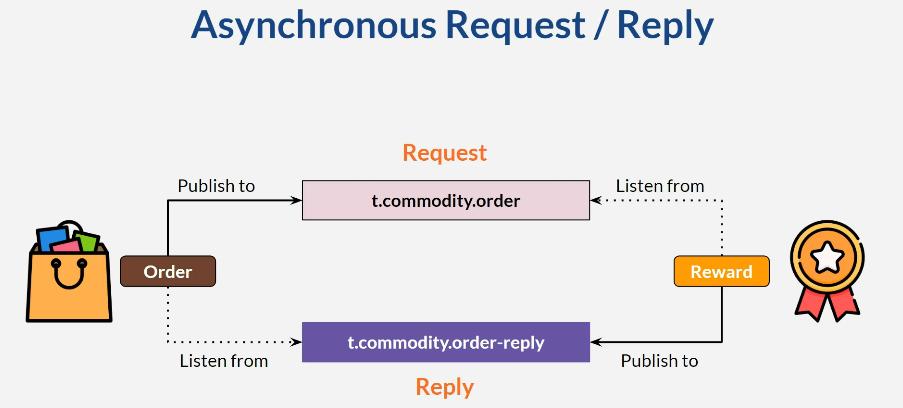 Asynchronous Request / Reply
Request
Publish to
Listen from
t.commodity.order
Order
Reward
t.commodity.order-reply
Listen from
Publish to
Reply